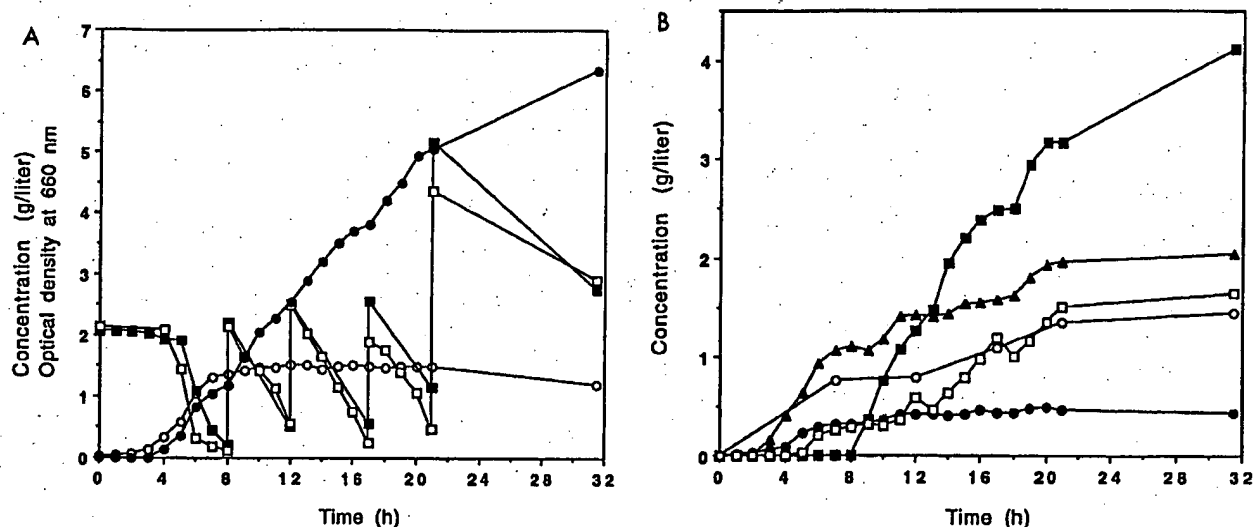 A
Concentration (g/liter)
Optical density at 660 nm
7
6
5
4
3
2
1
0
0 4 8 12 16 20 24 28 32
Time (h)
B
Concentration (g/liter)
4
3
2
1
0
0 4 8 12 16 20 24 28 32
Time (h)